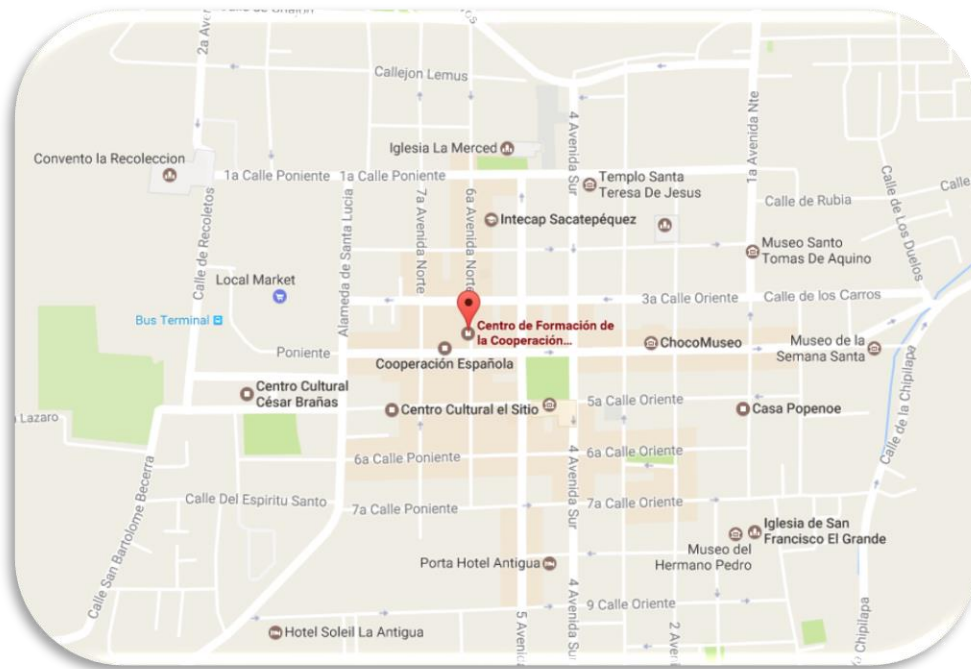 2a Avenida
Callejon Lemus
4 Avenida Sur
1a Avenida Nte
Iglesia La Merced
Convento la Recoleccion
1a Calle Poniente
1a Calle Poniente
Templo Santa
Teresa De Jesus
Calle
Calle de Rubia
Calle de Los Duelos
7a Avenida Norte
6a Avenida Norte
Intecap Sacatepéquez
Calle de Recoletos
Alameda de Santa Lucia
Museo Santo
Tomas De Aquino
Local Market
3a Calle Oriente
Calle de los Carros
Bus Terminal
Centro de Formación de
la Cooperación...
Poniente
Cooperación Española
ChocoMuseo
Museo de la
Semana Santa
Centro Cultural
César Brañas
Lazaro
Centro Cultural el Sitio
5a Calle Oriente
Casa Popenoe
Calle de la Chipilapa
4 Avenida Sur
6a Calle Poniente
6a Calle Oriente
Calle San Bartolome Becerra
Calle Del Espiritu Santo
7a Calle Poniente
7a Calle Oriente
Iglesia de San
Francisco El Grande
Museo del
Hermano Pedro
Porta Hotel Antigua
4 Avenida Sur
9 Calle Oriente
Hotel Soleil La Antigua
5 Avenida
2 Aveni
Chipilapa